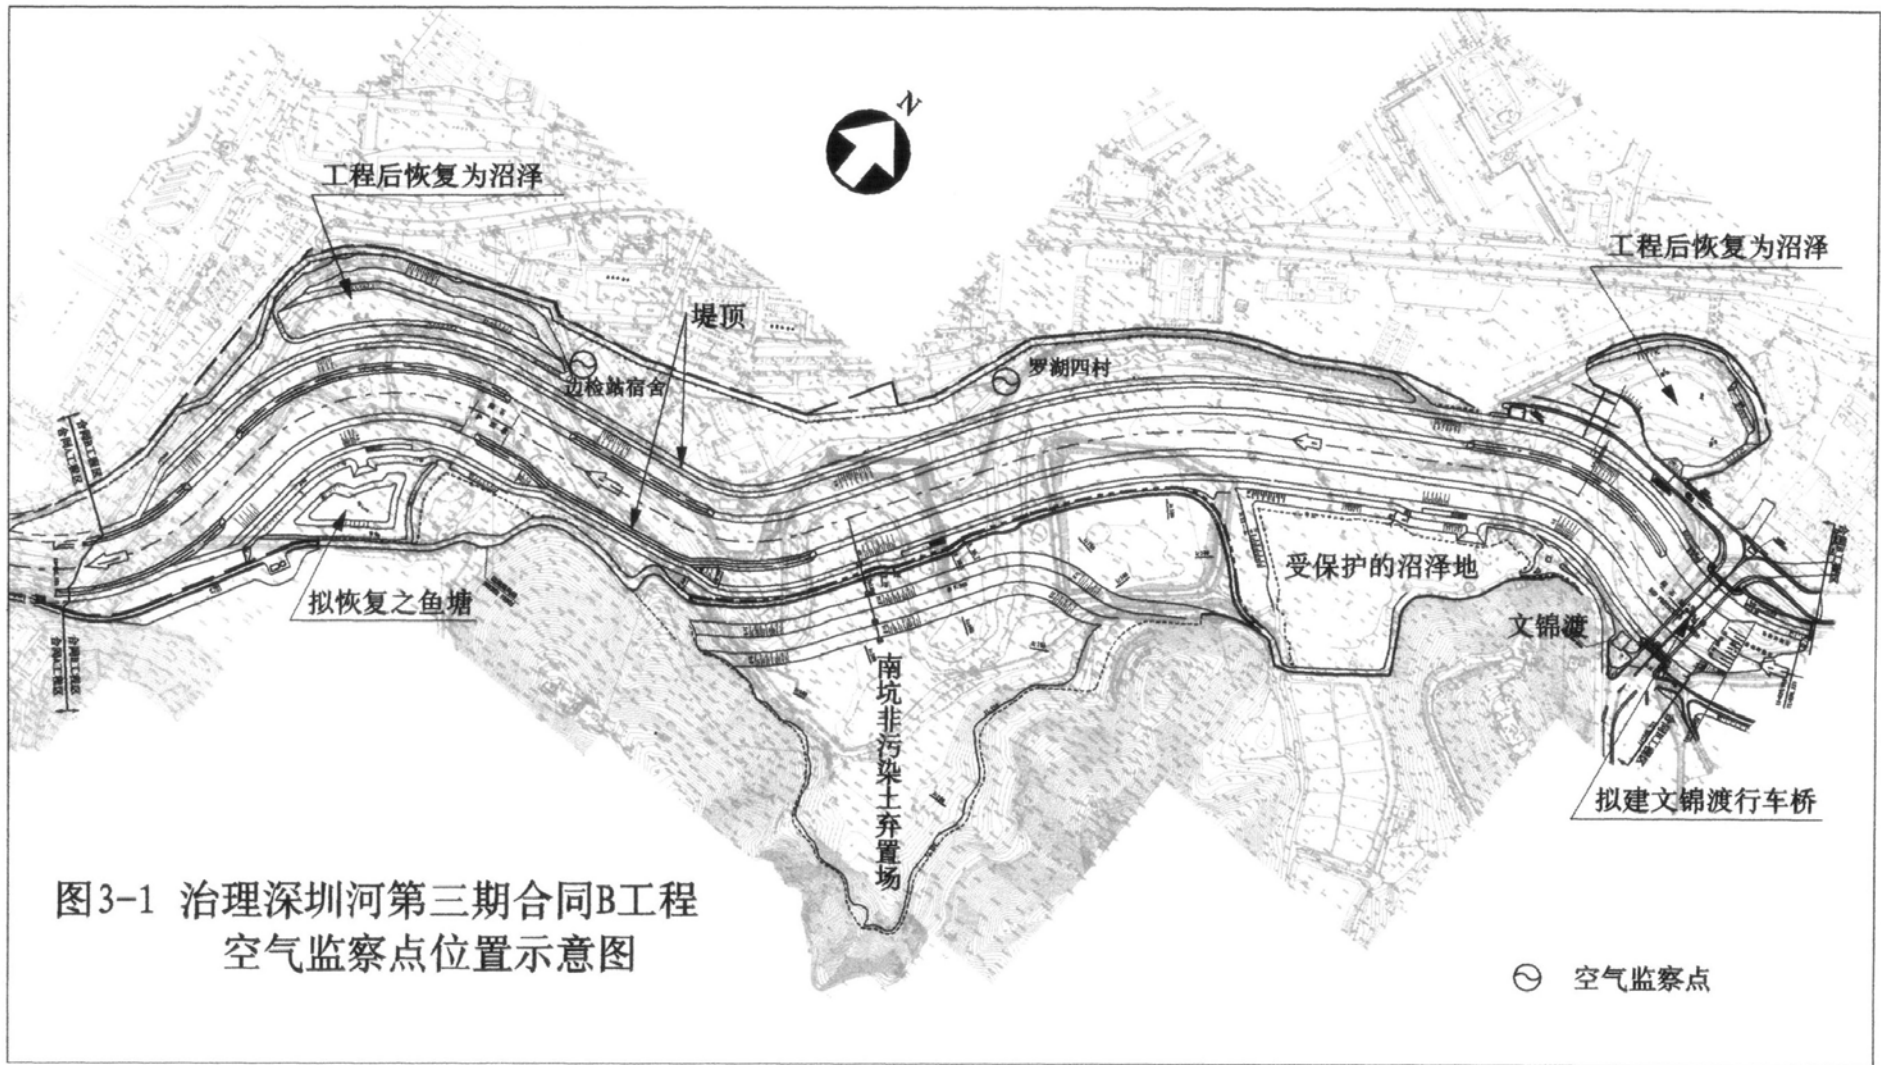 N
工程后恢复为沼泽
工程后恢复为沼泽
堤顶
罗湖四村
边检站宿舍
受保护的沼泽地
拟恢复之鱼塘
文锦渡
南坑非污染土弃置场
拟建文锦渡行车桥
图3-1 治理深圳河第三期合同B工程
空气监察点位置示意图
空气监察点